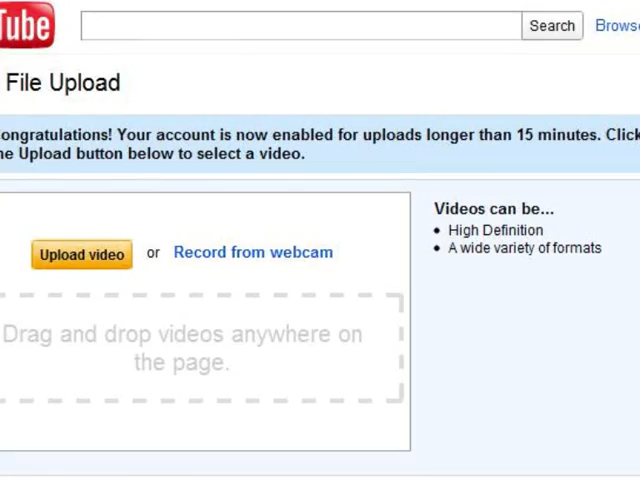 Tube
Search
Browse
File Upload
ongratulations! Your account is now enabled for uploads longer than 15 minutes. Click
he Upload button below to select a video.
Upload video or Record from webcam
Drag and drop videos anywhere on
the page.
Videos can be...
High Definition
A wide variety of formats